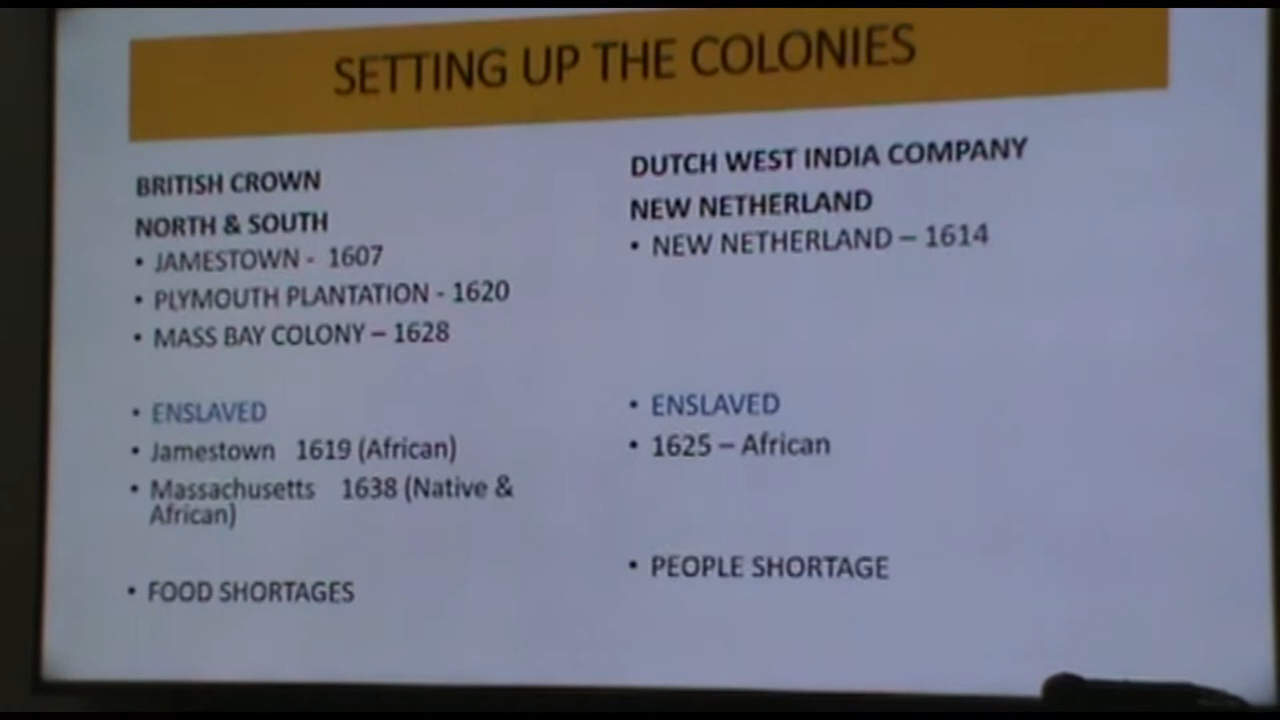 SETTING UP THE COLONIES
BRITISH CROWN
NORTH & SOUTH
• JAMESTOWN - 1607
• PLYMOUTH PLANTATION - 1620
• MASS BAY COLONY – 1628
• ENSLAVED
• Jamestown 1619 (African)
• Massachusetts 1638 (Native &
African)
• FOOD SHORTAGES
DUTCH WEST INDIA COMPANY
NEW NETHERLAND
• NEW NETHERLAND – 1614
• ENSLAVED
• 1625 – African
• PEOPLE SHORTAGE